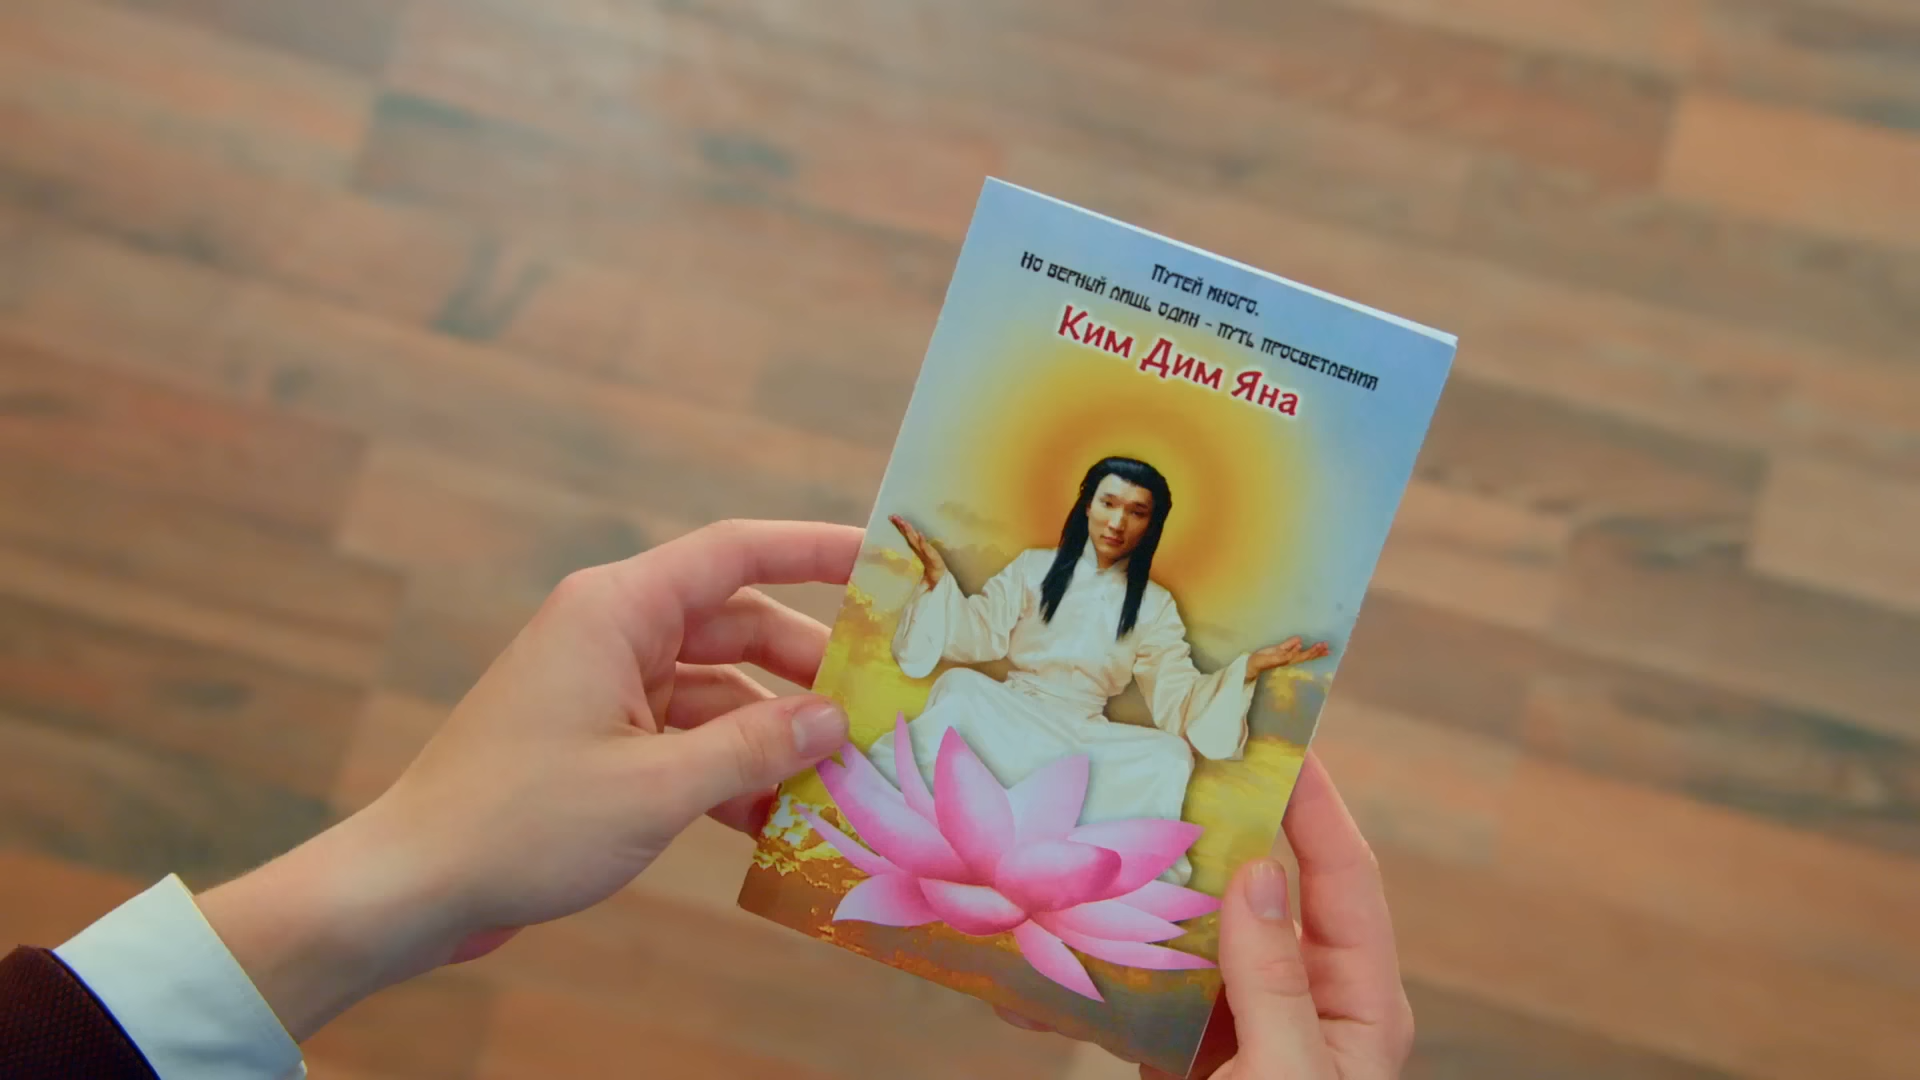 Путей много.
Но верный лишь один - путь просветления
Ким Дим Яна